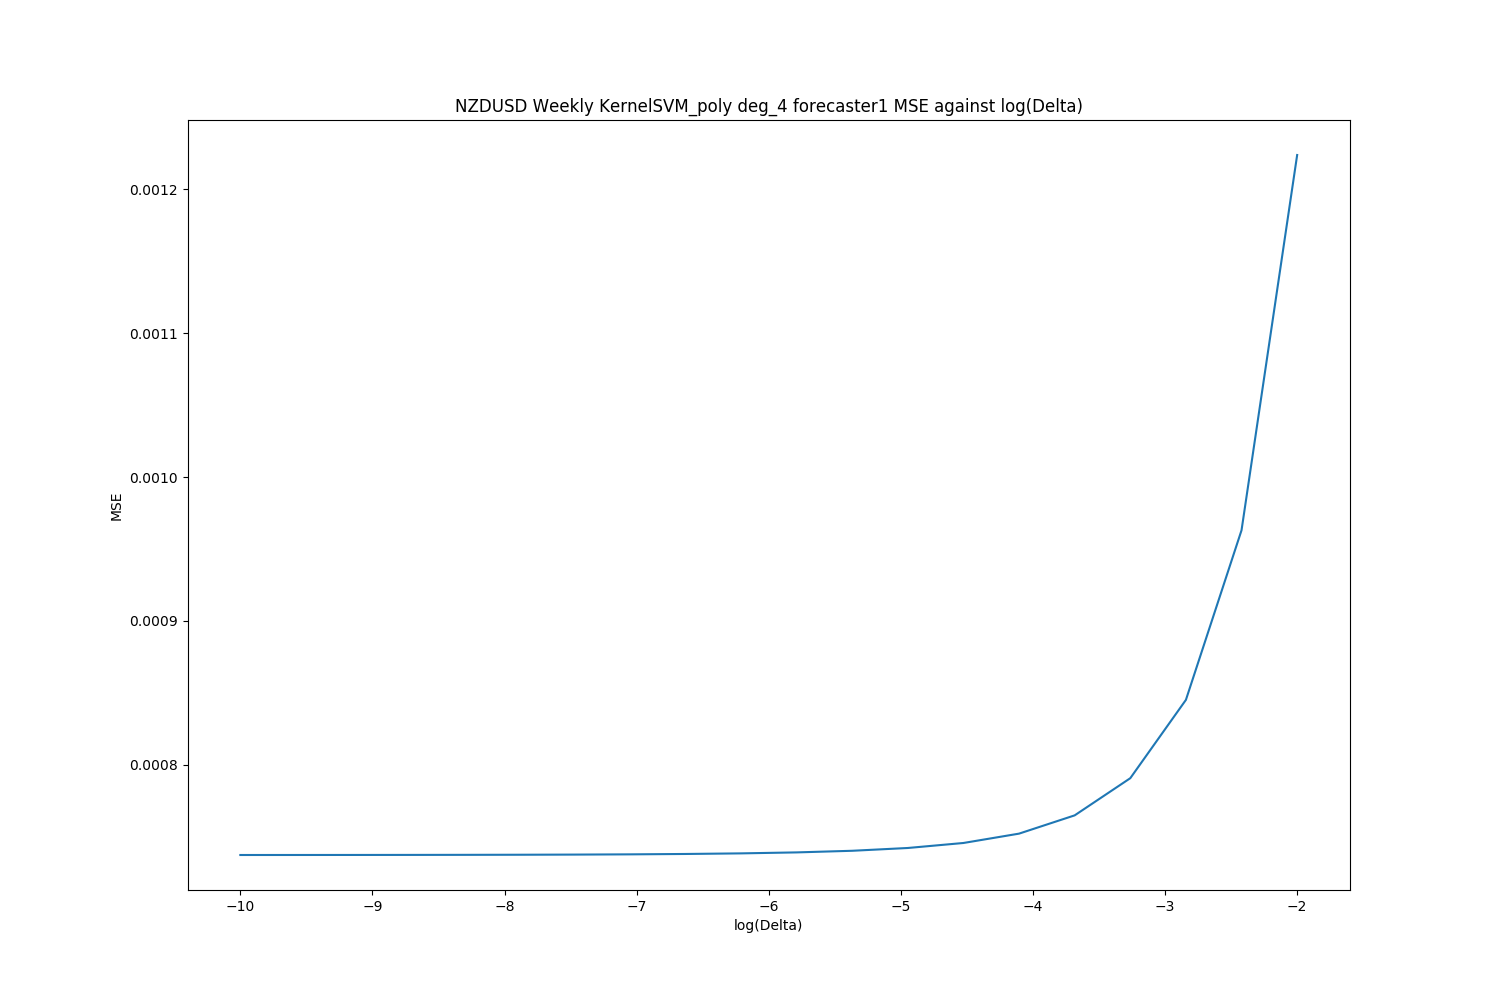 NZDUSD Weekly KernelSVM_poly deg_4 forecaster1 MSE against log(Delta)
0.0012
0.0011
0.0010
0.0009
0.0008
MSE
−10 −9 −8 −7 −6 −5 −4 −3 −2
log(Delta)